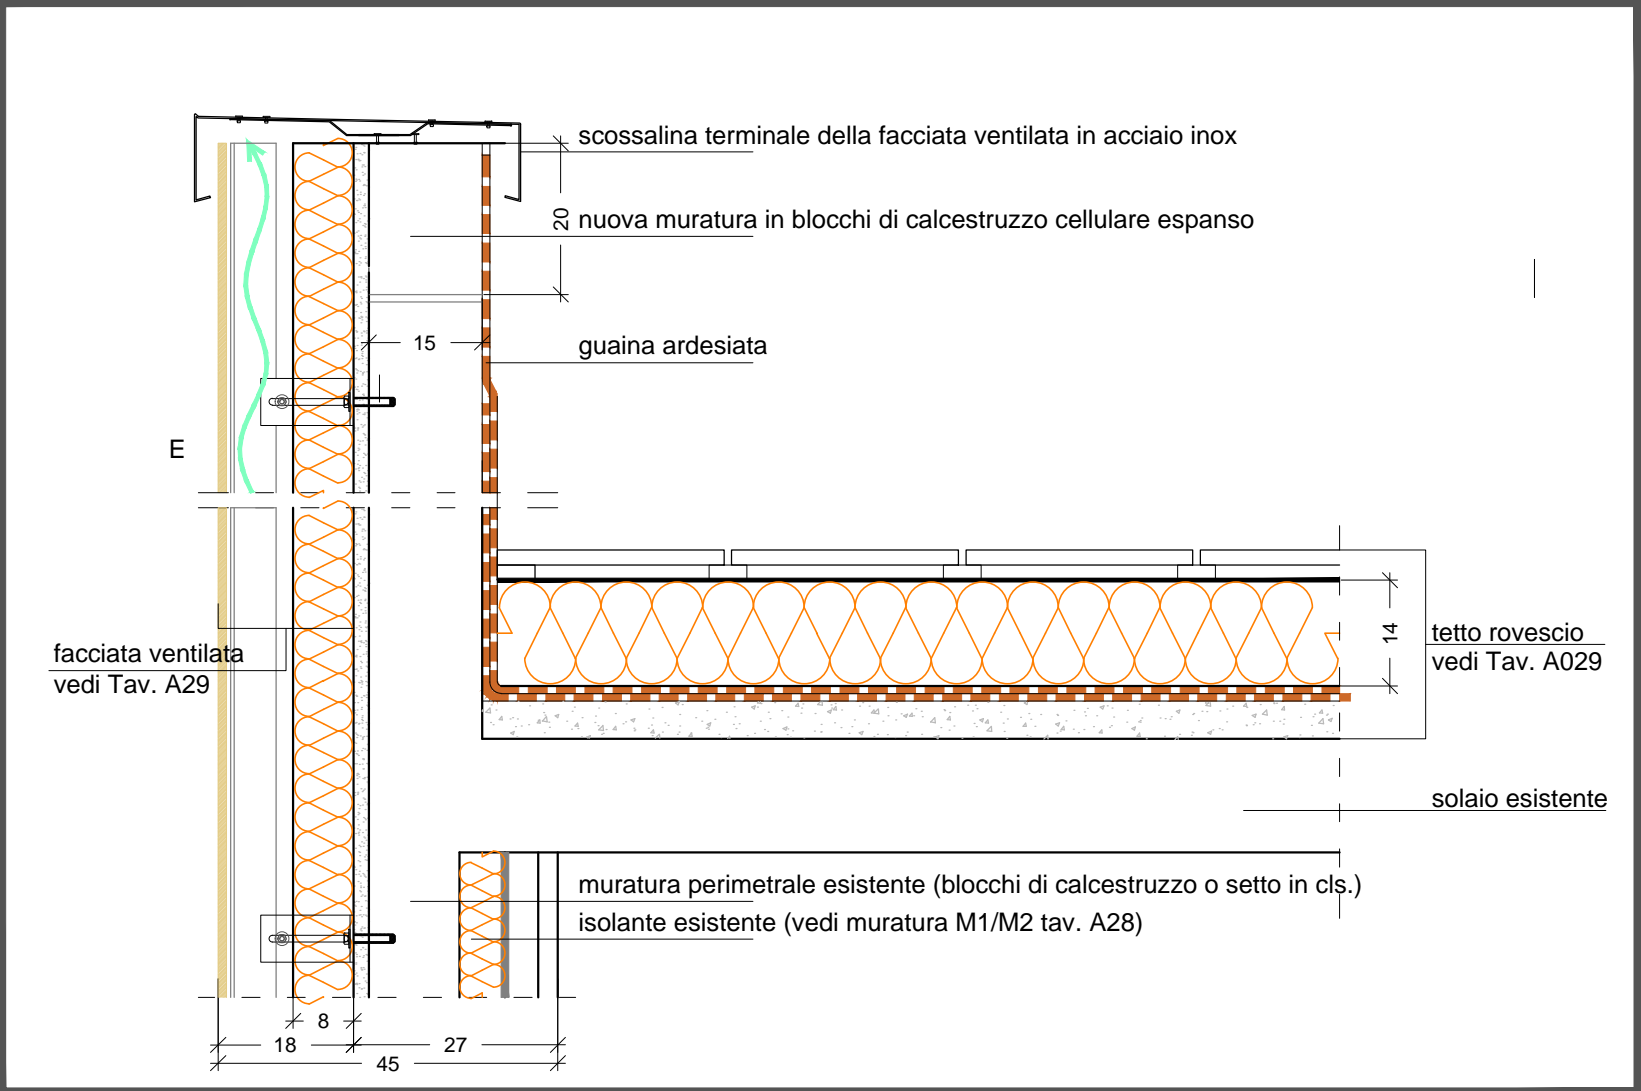 scossalina terminale della facciata ventilata in acciaio inox
20
nuova muratura in blocchi di calcestruzzo cellulare espanso
15
guaina ardesiata
E
facciata ventilata
vedi Tav. A29
14
tetto rovescio
vedi Tav. A029
solaio esistente
muratura perimetrale esistente (blocchi di calcestruzzo o setto in cls.)
isolante esistente (vedi muratura M1/M2 tav. A28)
8
18
27
45